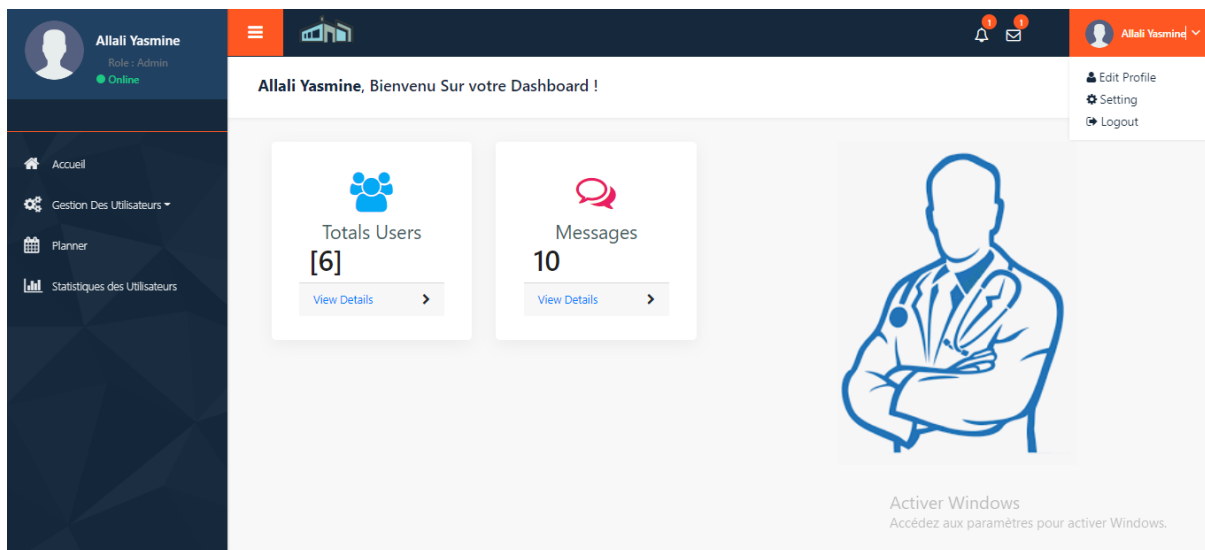 Allali Yasmine
Role : Admin
Online
Accueil
Gestion Des Utilisateurs
Planner
Statistiques des Utilisateurs
1
1
Allali Yasmine
Edit Profile
Setting
Logout
Allali Yasmine, Bienvenu Sur votre Dashboard !
Totals Users
[6]
View Details
Messages
10
View Details
Activer Windows
Accédez aux paramètres pour activer Windows.